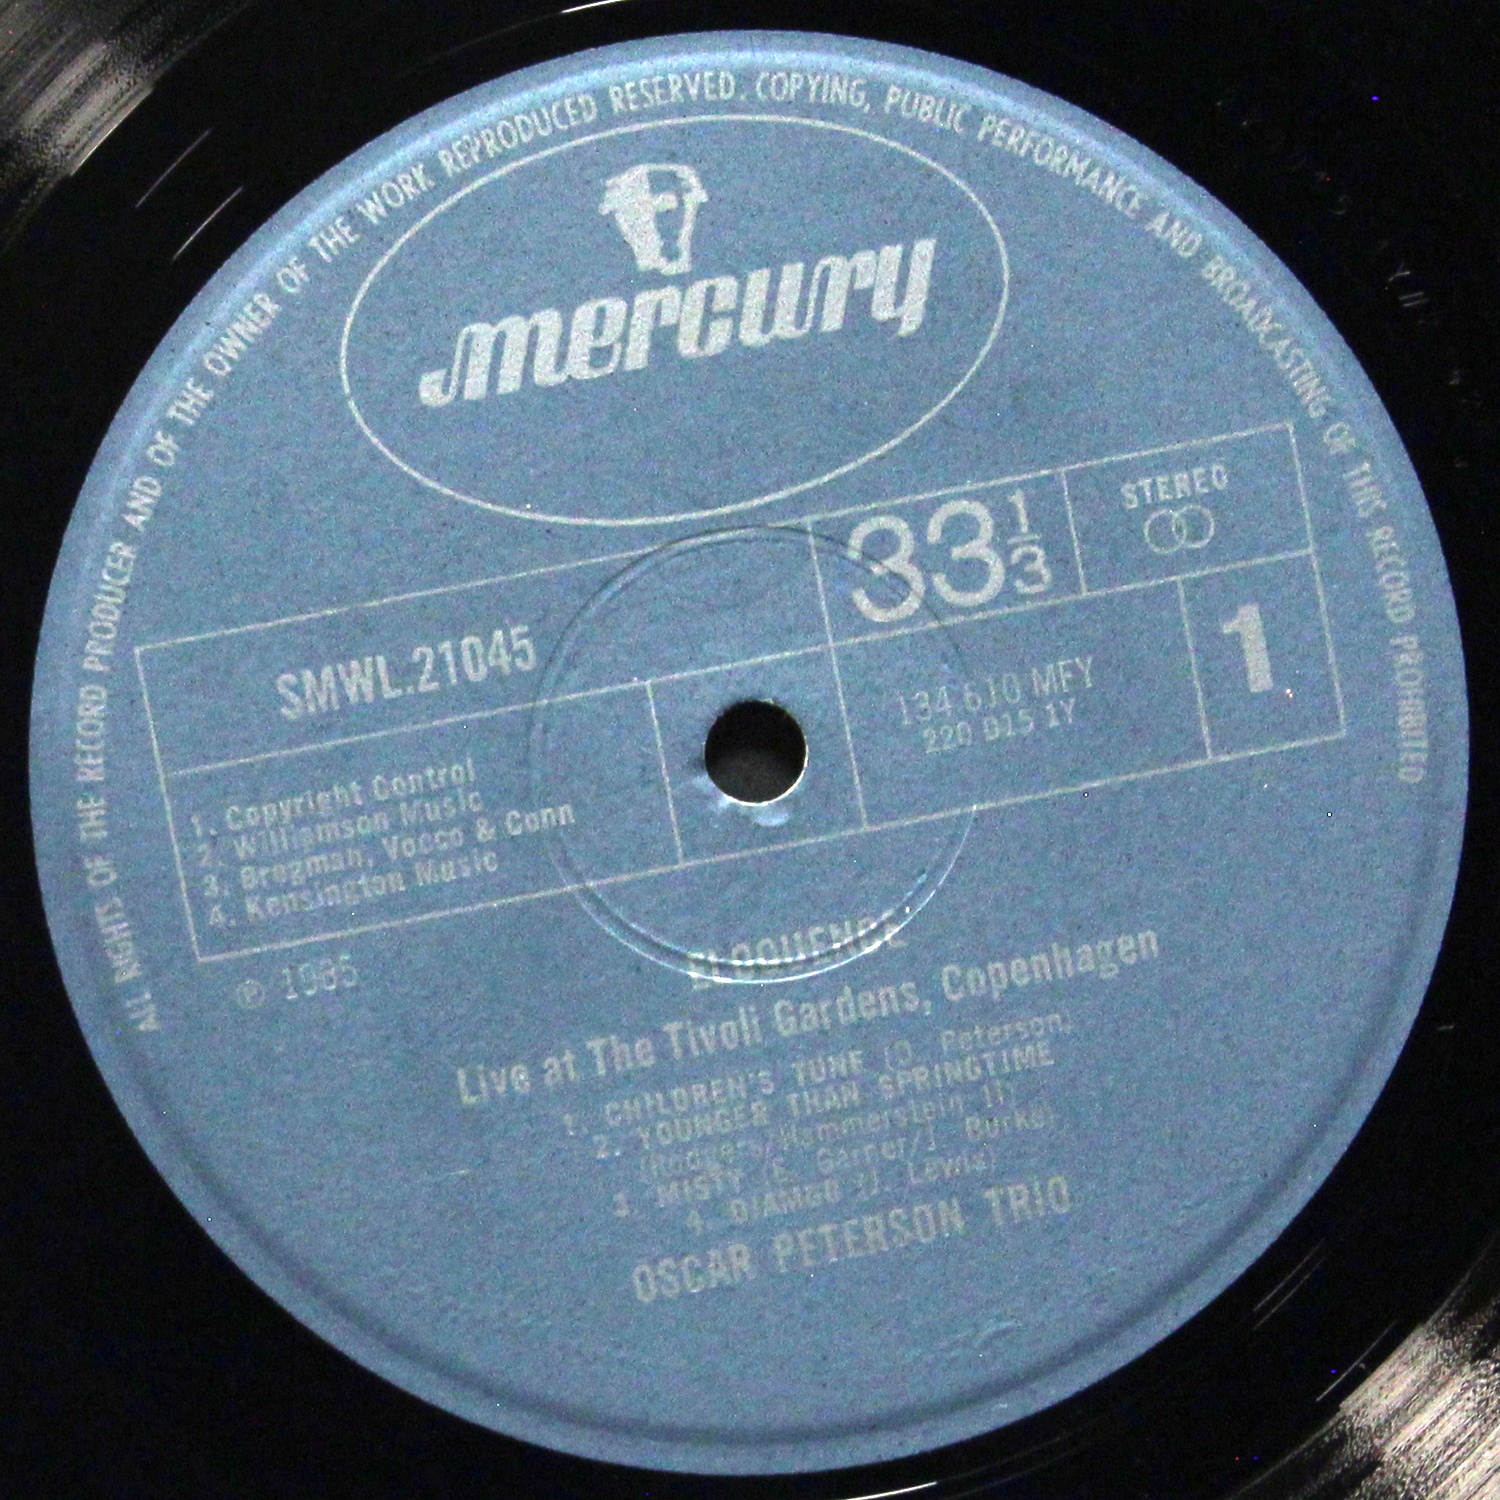 ALL RIGHTS OF THE RECORD PRODUCER AND OF THE OWNER OF THE WORK REPRODUCED RESERVED. COPYING, PUBLIC PERFORMANCE AND BROADCASTING OF THIS RECORD PROHIBITED
mercury
33 1/3
STEREO
SMWL.21045
134 610 MFY
220 015 1Y
1
1. Copyright Control
2. Williamson Music
3. Bregman, Vocco & Conn
4. Kensington Music
℗ 1965
ELOQUENCE
Live at The Tivoli Gardens, Copenhagen
1. CHILDREN'S TUNE (O. Peterson)
2. YOUNGER THAN SPRINGTIME
(Rodgers/Hammerstein II)
3. MISTY (E. Garner/J. Burke)
4. DJANGO (J. Lewis)
OSCAR PETERSON TRIO